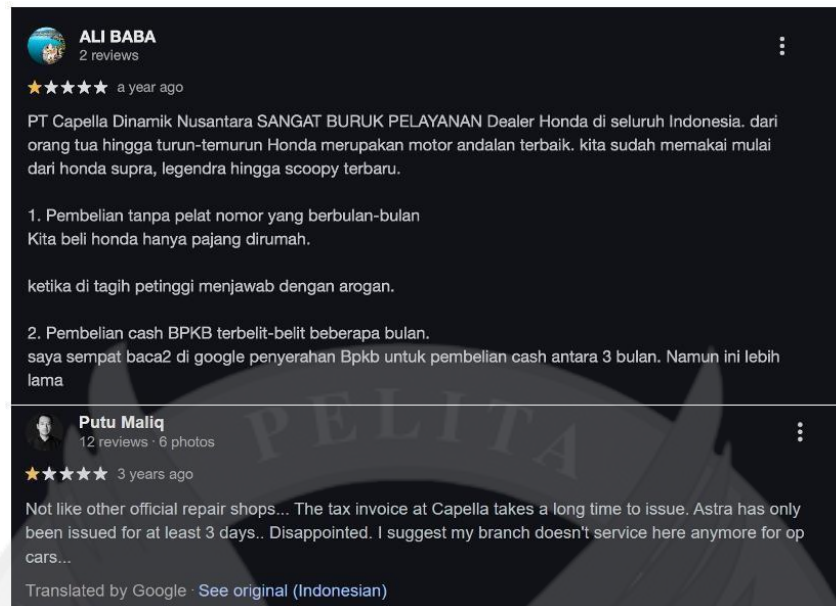 ALI BABA
2 reviews
a year ago
PT Capella Dinamik Nusantara SANGAT BURUK PELAYANAN Dealer Honda di seluruh Indonesia. dari
orang tua hingga turun-temurun Honda merupakan motor andalan terbaik. kita sudah memakai mulai
dari honda supra, legendra hingga scoopy terbaru.
1. Pembelian tanpa pelat nomor yang berbulan-bulan
Kita beli honda hanya pajang dirumah.
ketika di tagih petinggi menjawab dengan arogan.
2. Pembelian cash BPKB terbelit-belit beberapa bulan.
saya sempat baca2 di google penyerahan Bpkb untuk pembelian cash antara 3 bulan. Namun ini lebih
lama
PELITA
Putu Maliq
12 reviews · 6 photos
3 years ago
Not like other official repair shops... The tax invoice at Capella takes a long time to issue. Astra has only
been issued for at least 3 days.. Disappointed. I suggest my branch doesn't service here anymore for op
cars...
Translated by Google · See original (Indonesian)